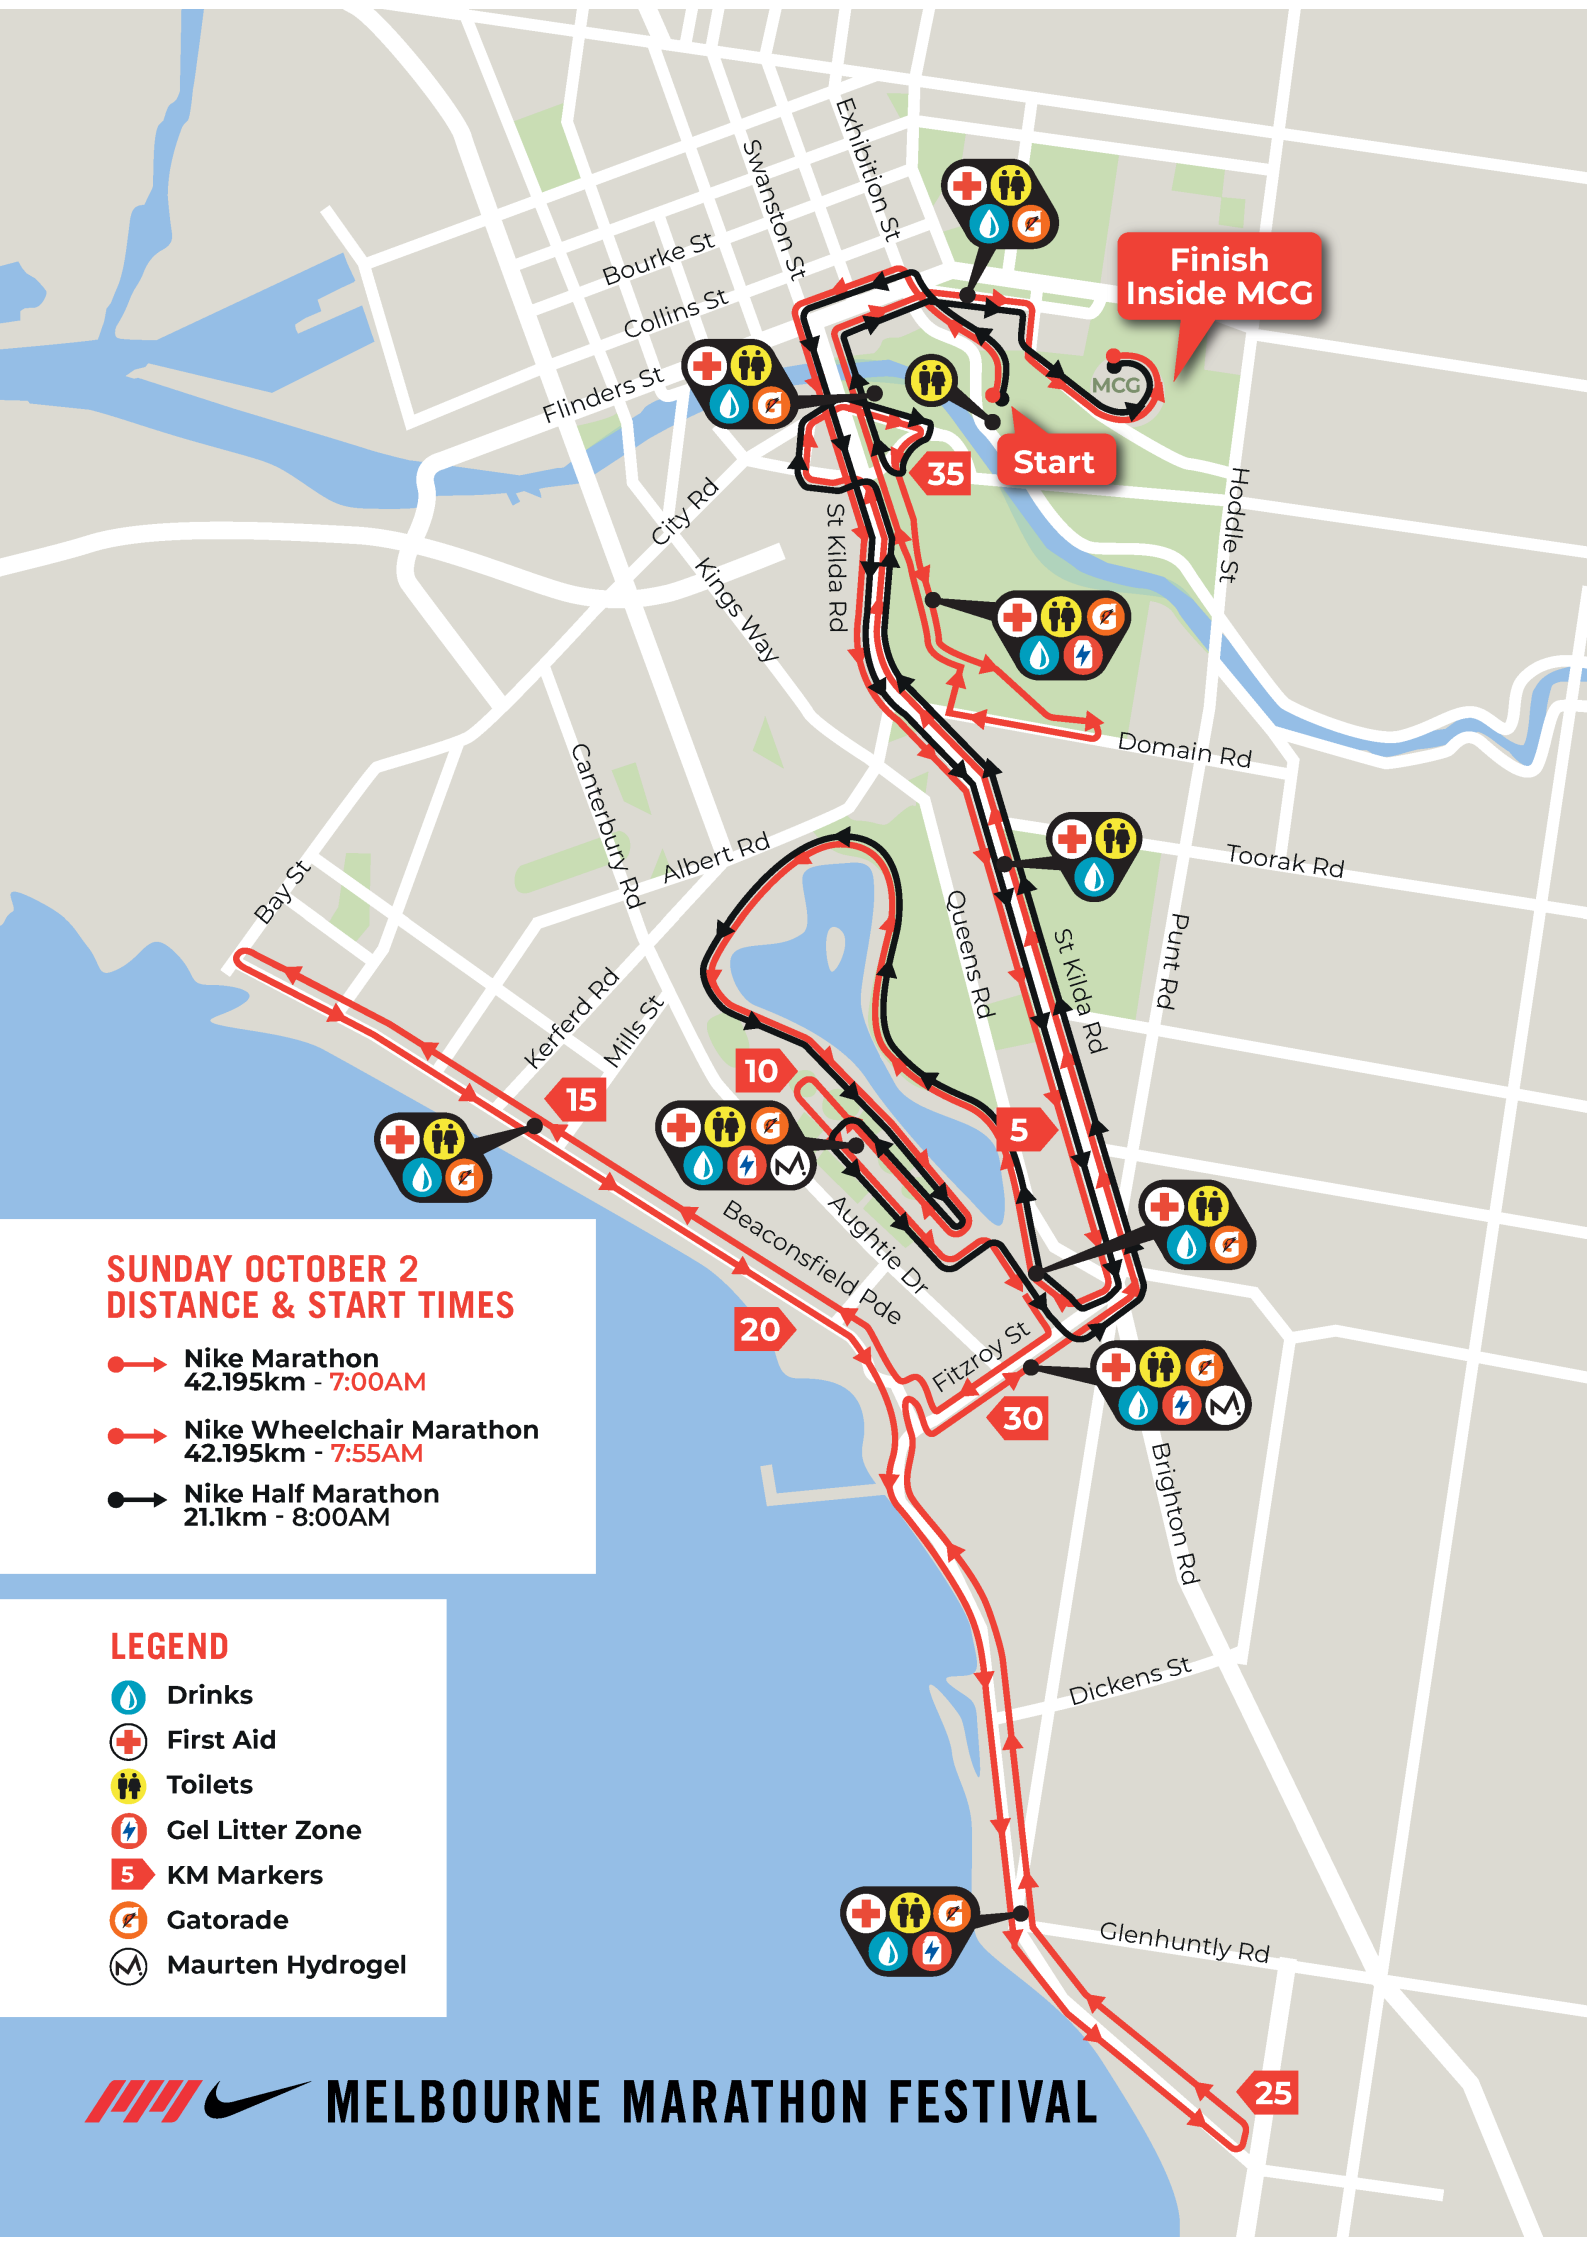 Exhibition St
Swanston St
Bourke St
Collins St
Flinders St
Finish
Inside MCG
MCG
Start
35
City Rd
Kings Way
St Kilda Rd
Hoddle St
Domain Rd
Toorak Rd
Canterbury Rd
Albert Rd
Bay St
Queens Rd
St Kilda Rd
Punt Rd
Kerferd Rd
Mills St
10
15
5
Beaconsfield Pde
Aughtie Dr
20
Fitzroy St
30
Brighton Rd
Dickens St
Glenhuntly Rd
25
SUNDAY OCTOBER 2
DISTANCE & START TIMES
Nike Marathon
42.195km - 7:00AM
Nike Wheelchair Marathon
42.195km - 7:55AM
Nike Half Marathon
21.1km - 8:00AM
LEGEND
Drinks
First Aid
Toilets
Gel Litter Zone
5 KM Markers
Gatorade
Maurten Hydrogel
MELBOURNE MARATHON FESTIVAL